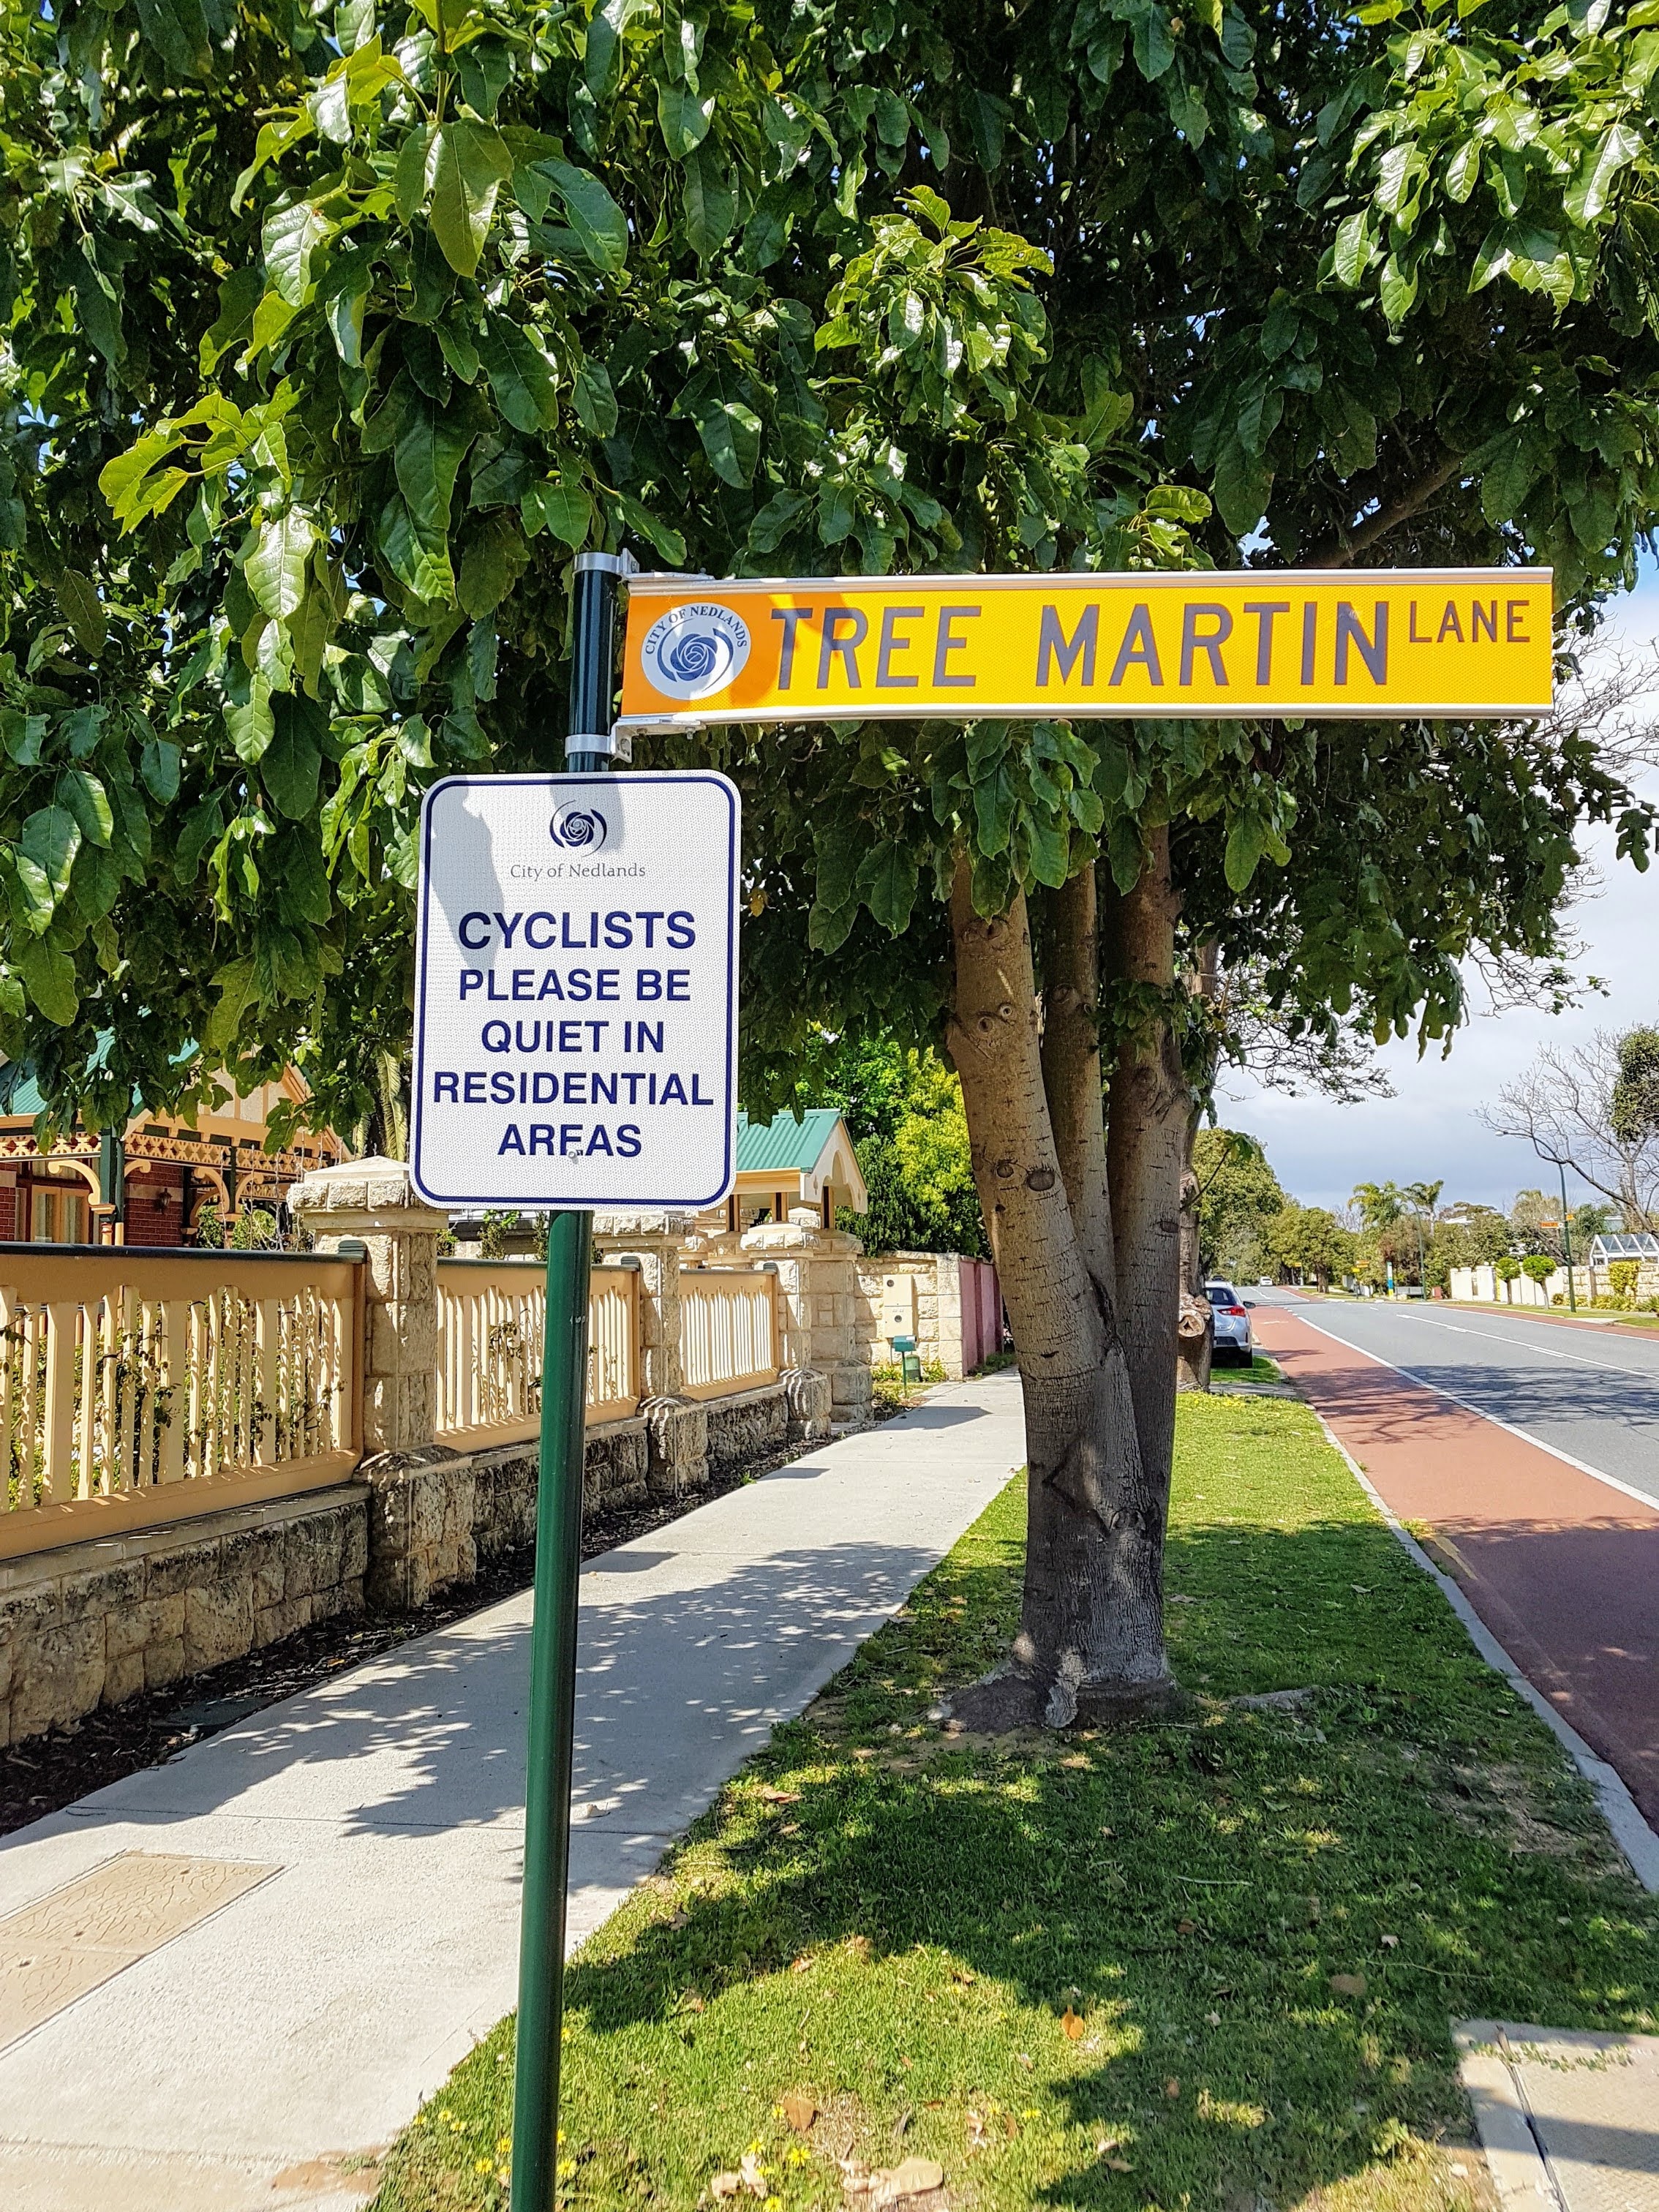 CITY OF NEDLANDS
TREE MARTIN LANE
City of Nedlands
CYCLISTS
PLEASE BE
QUIET IN
RESIDENTIAL
AREAS